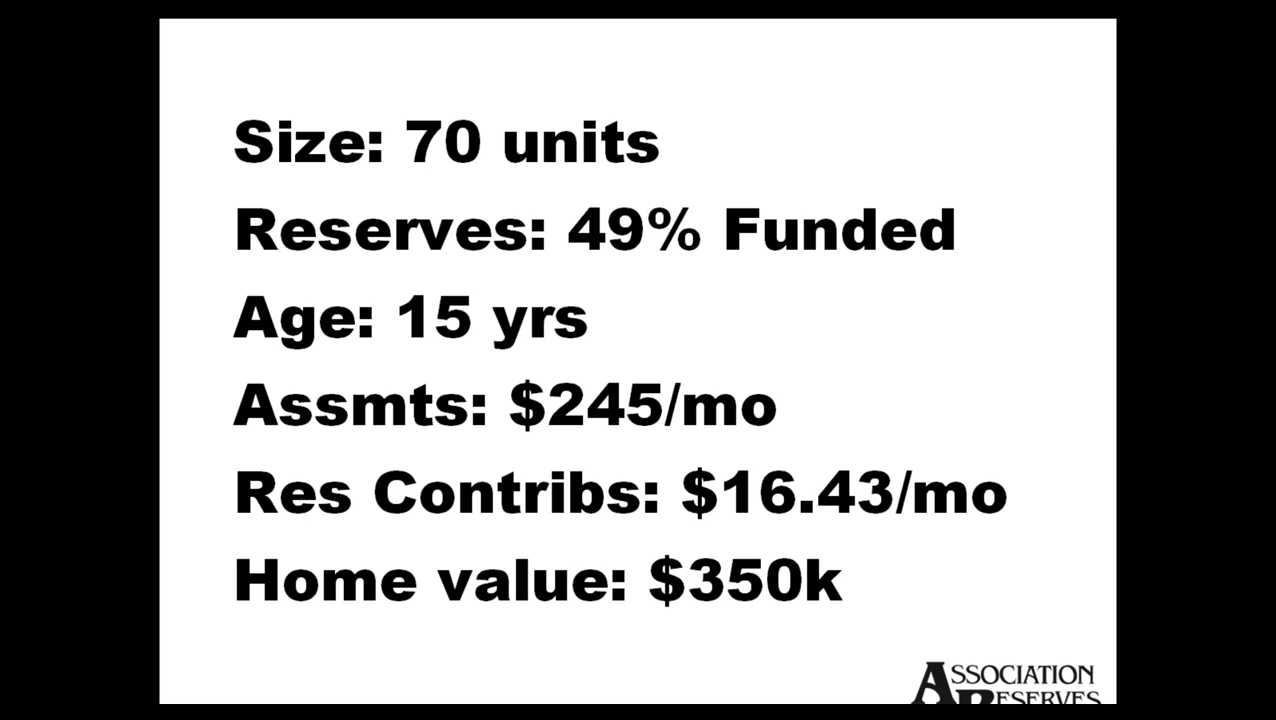 Size: 70 units
Reserves: 49% Funded
Age: 15 yrs
Assmts: $245/mo
Res Contribs: $16.43/mo
Home value: $350k
ASSOCIATION
RESERVES